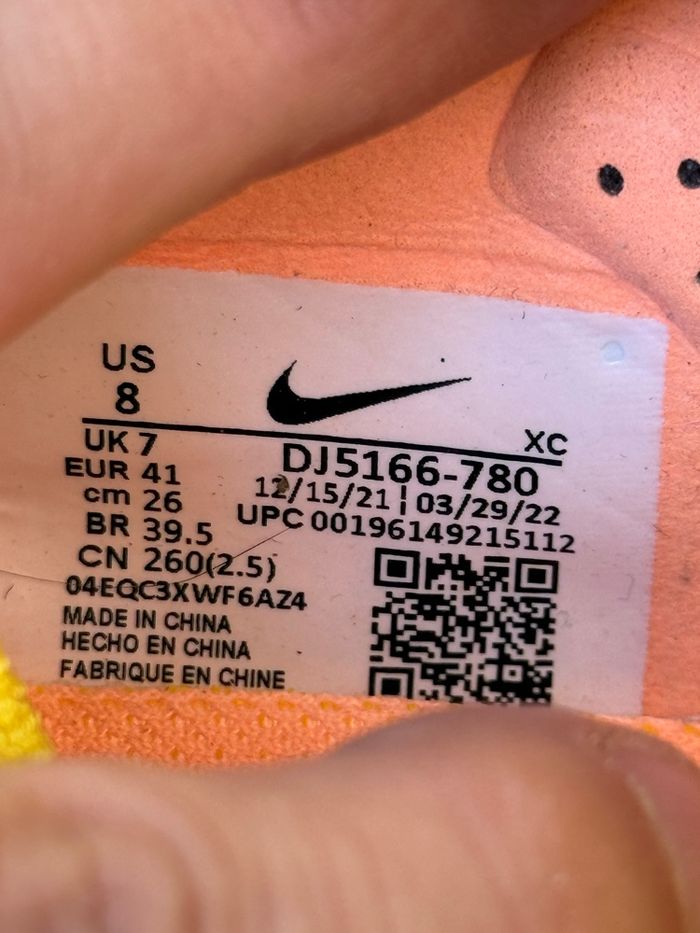 US
8
XC
UK 7
DJ5166-780
EUR 41
12/15/21 | 03/29/22
cm 26
UPC 00196149215112
BR 39.5
CN 260(2.5)
04EQC3XWF6AZ4
MADE IN CHINA
HECHO EN CHINA
FABRIQUE EN CHINE